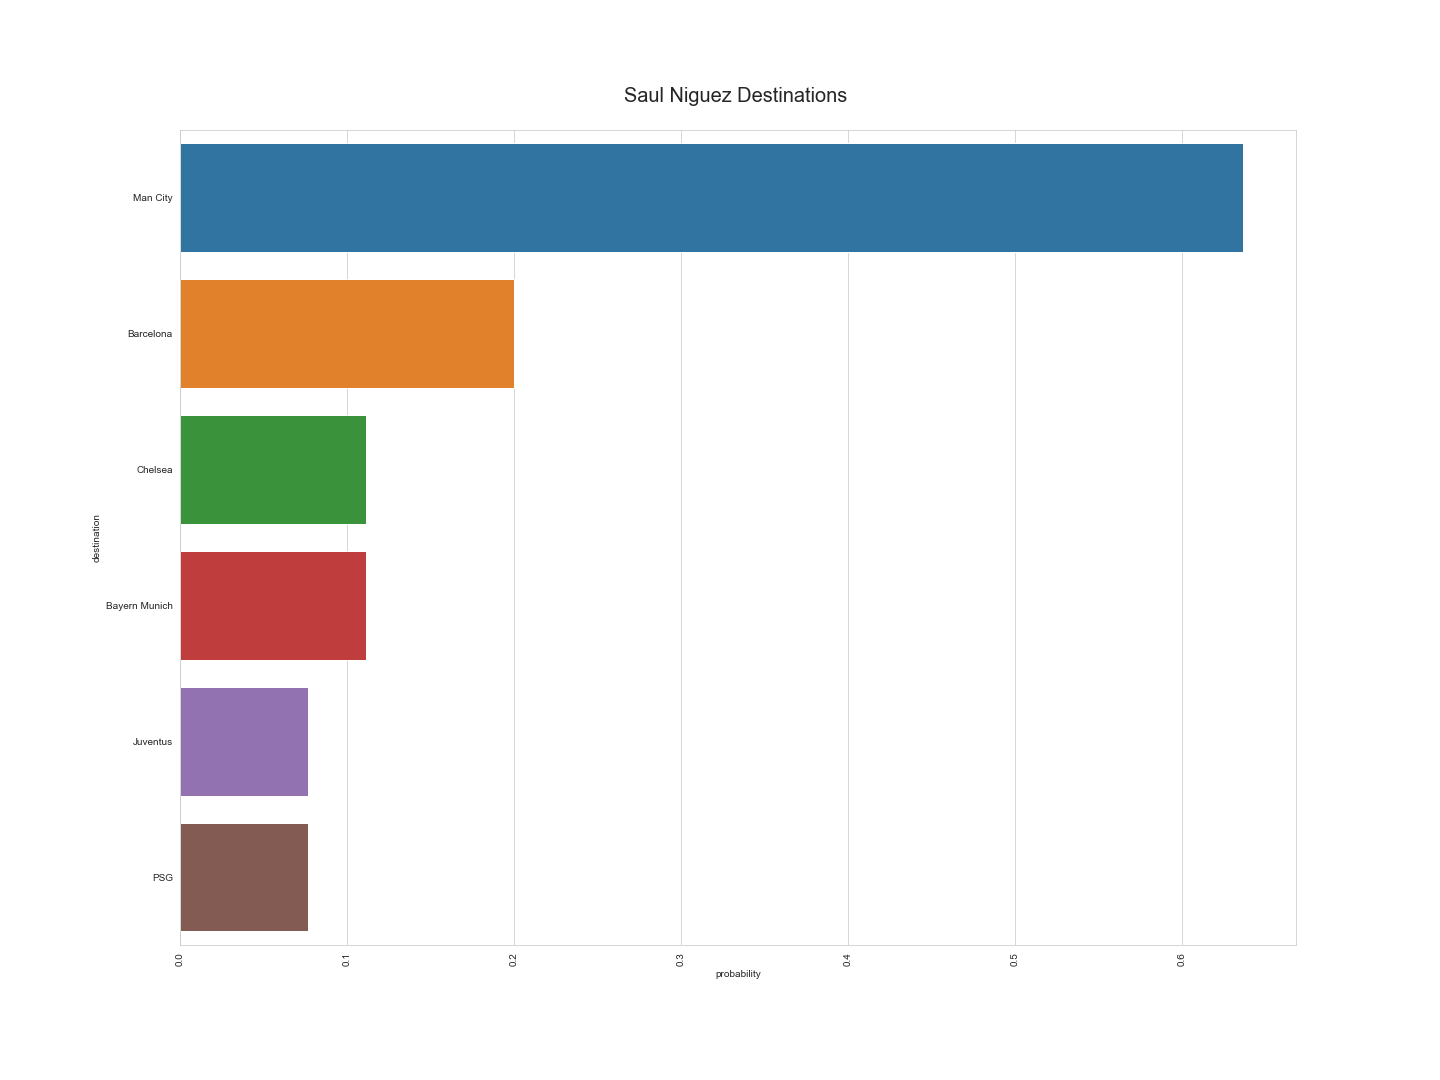 Saul Niguez Destinations
Man City
Barcelona
Chelsea
destination
Bayern Munich
Juventus
PSG
0.0
0.1
0.2
0.3
0.4
0.5
0.6
probability